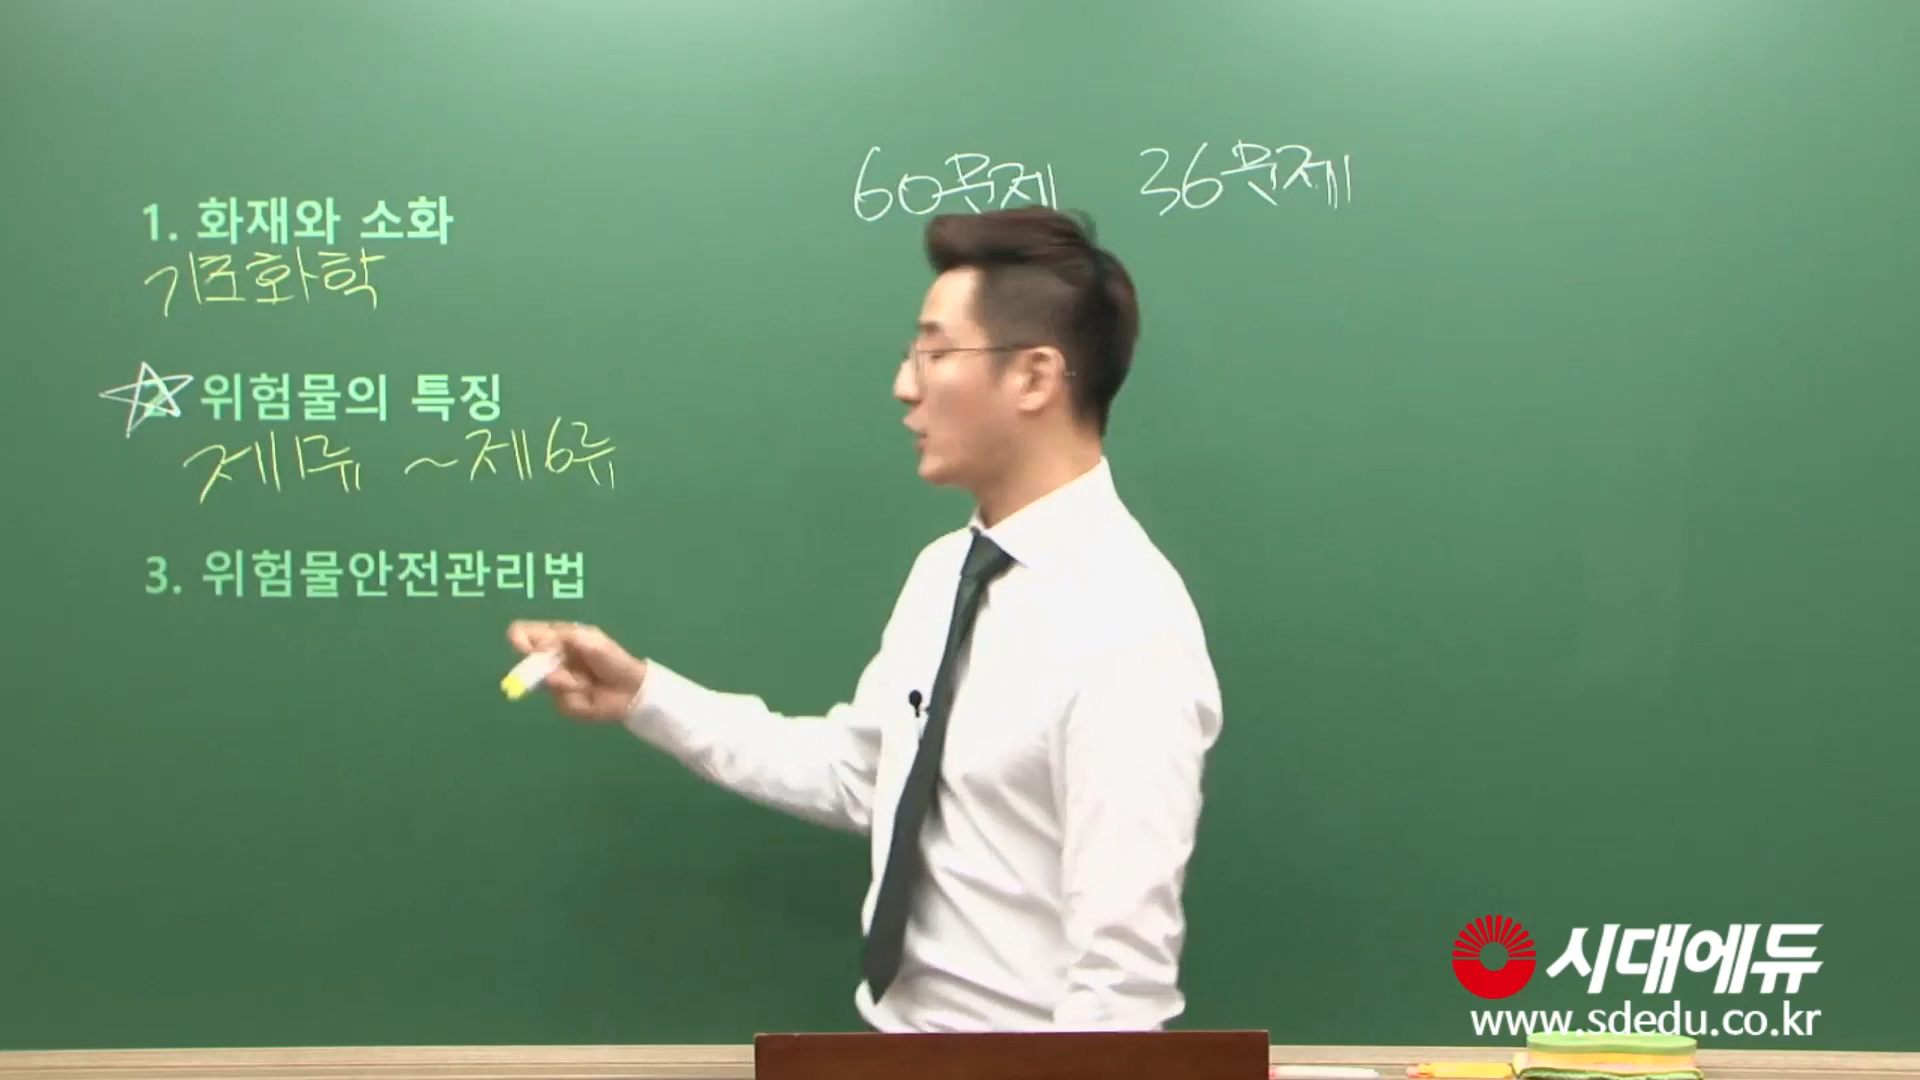 60문제 36문제
1. 화재와 소화
기초화학
2. 위험물의 특징
제1류 ~ 제6류
3. 위험물안전관리법
시대에듀
www.sdedu.co.kr